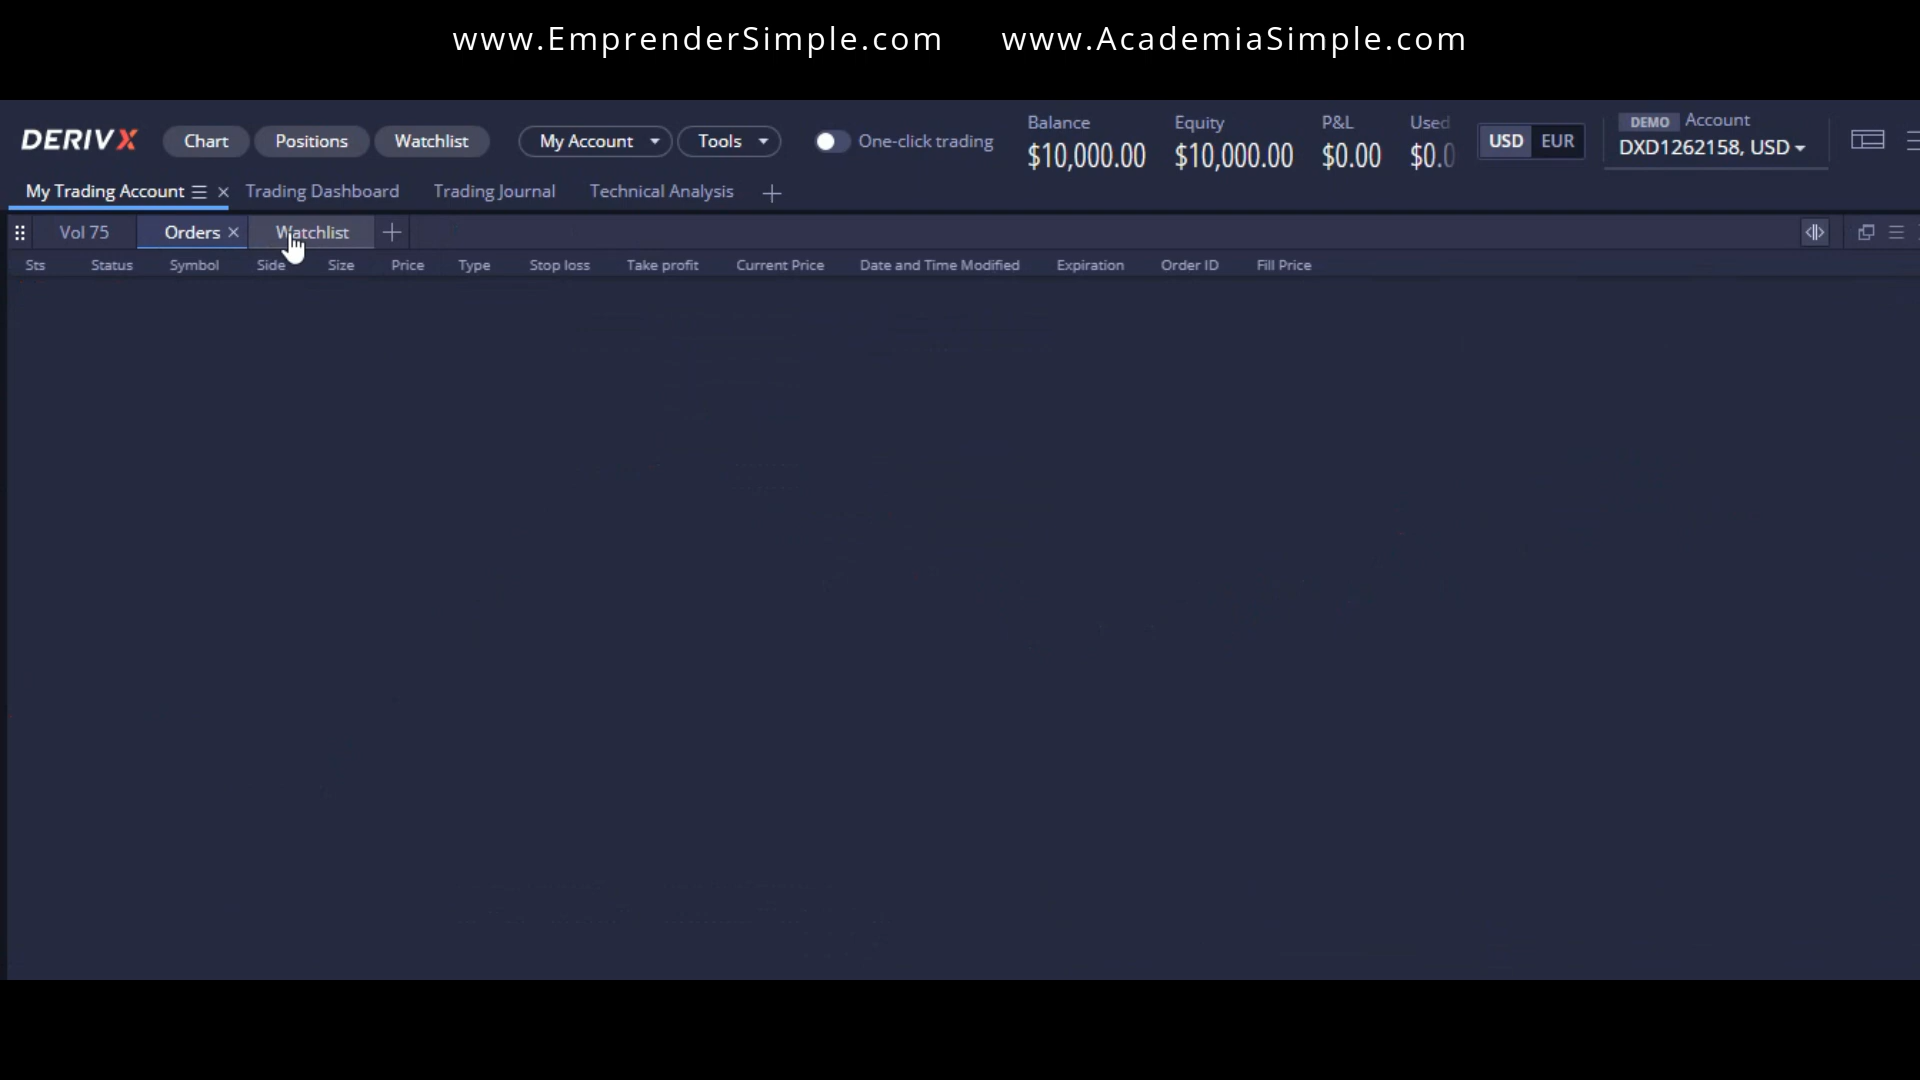 www.EmprenderSimple.com www.AcademiaSimple.com
DERIVX Chart Positions Watchlist My Account Tools One-click trading
Balance Equity P&L Used
$10,000.00 $10,000.00 $0.00 $0.0
USD EUR
DEMO Account
DXD1262158, USD
My Trading Account Trading Dashboard Trading Journal Technical Analysis
Vol 75 Orders Watchlist
Sts Status Symbol Side Size Price Type Stop loss Take profit Current Price Date and Time Modified Expiration Order ID Fill Price